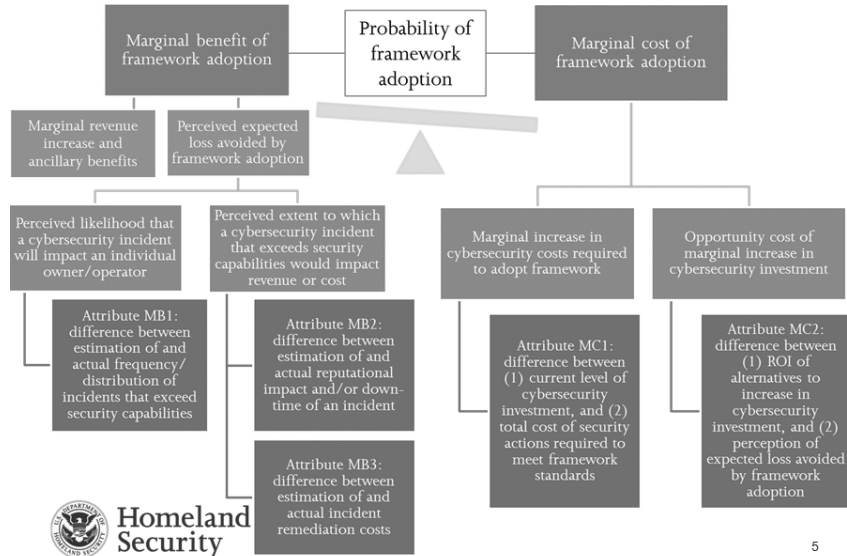 Marginal benefit of
framework adoption
Probability of
framework
adoption
Marginal cost of
framework adoption
Marginal revenue
increase and
ancillary benefits
Perceived expected
loss avoided by
framework adoption
Perceived likelihood that
a cybersecurity incident
will impact an individual
owner/operator
Perceived extent to which
a cybersecurity incident
that exceeds security
capabilities would impact
revenue or cost
Marginal increase in
cybersecurity costs required
to adopt framework
Opportunity cost of
marginal increase in
cybersecurity investment
Attribute MB1:
difference between
estimation of and
actual frequency/
distribution of
incidents that exceed
security capabilities
Attribute MB2:
difference between
estimation of and
actual reputational
impact and/or down-
time of an incident
Attribute MB3:
difference between
estimation of and
actual incident
remediation costs
Attribute MC1:
difference between
(1) current level of
cybersecurity
investment, and (2)
total cost of security
actions required to
meet framework
standards
Attribute MC2:
difference between
(1) ROI of
alternatives to
increase in
cybersecurity
investment, and (2)
perception of
expected loss avoided
by framework
adoption
U.S. DEPARTMENT OF
HOMELAND SECURITY
Homeland
Security
5